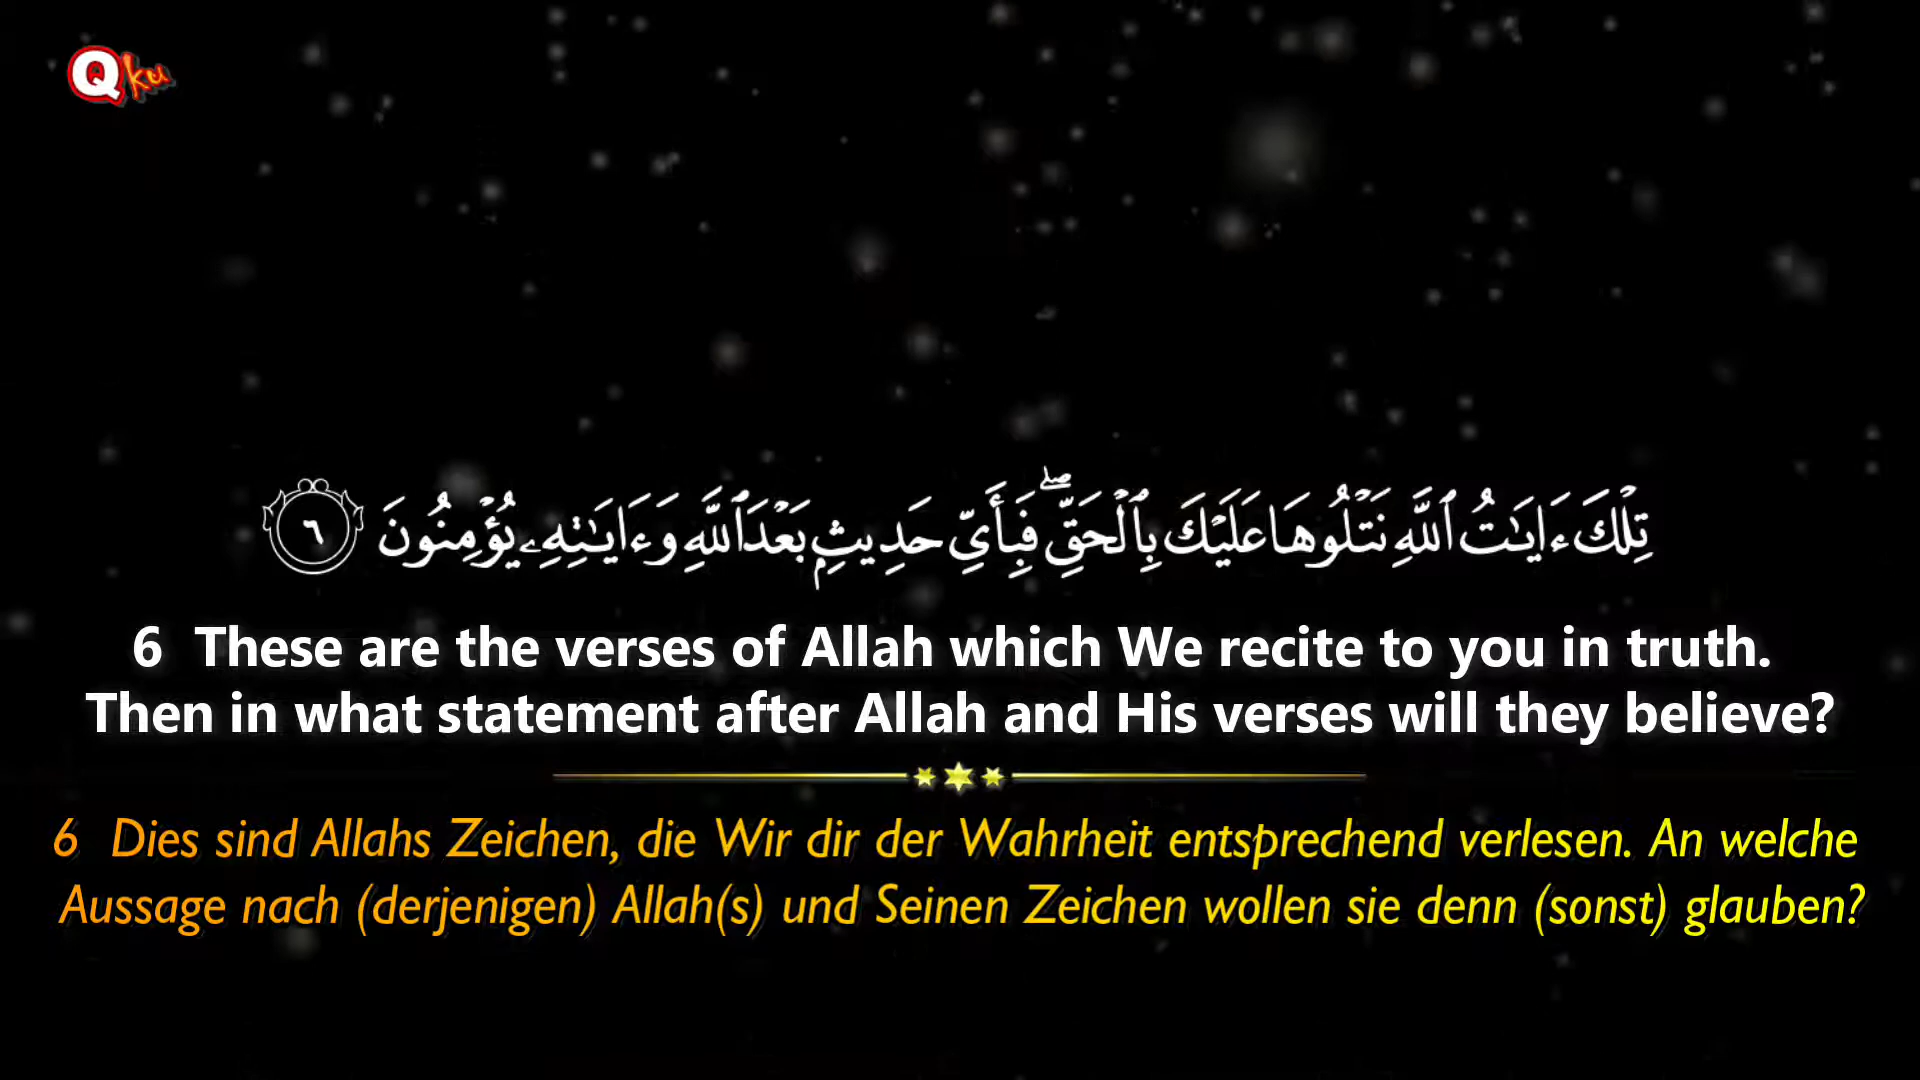 Qku
تِلْكَ ءَايَـٰتُ ٱللَّهِ نَتْلُوهَا عَلَيْكَ بِٱلْحَقِّ ۖ فَبِأَىِّ حَدِيثٍۭ بَعْدَ ٱللَّهِ وَءَايَـٰتِهِۦ يُؤْمِنُونَ ٦
6 These are the verses of Allah which We recite to you in truth.
Then in what statement after Allah and His verses will they believe?
6 Dies sind Allahs Zeichen, die Wir dir der Wahrheit entsprechend verlesen. An welche
Aussage nach (derjenigen) Allah(s) und Seinen Zeichen wollen sie denn (sonst) glauben?